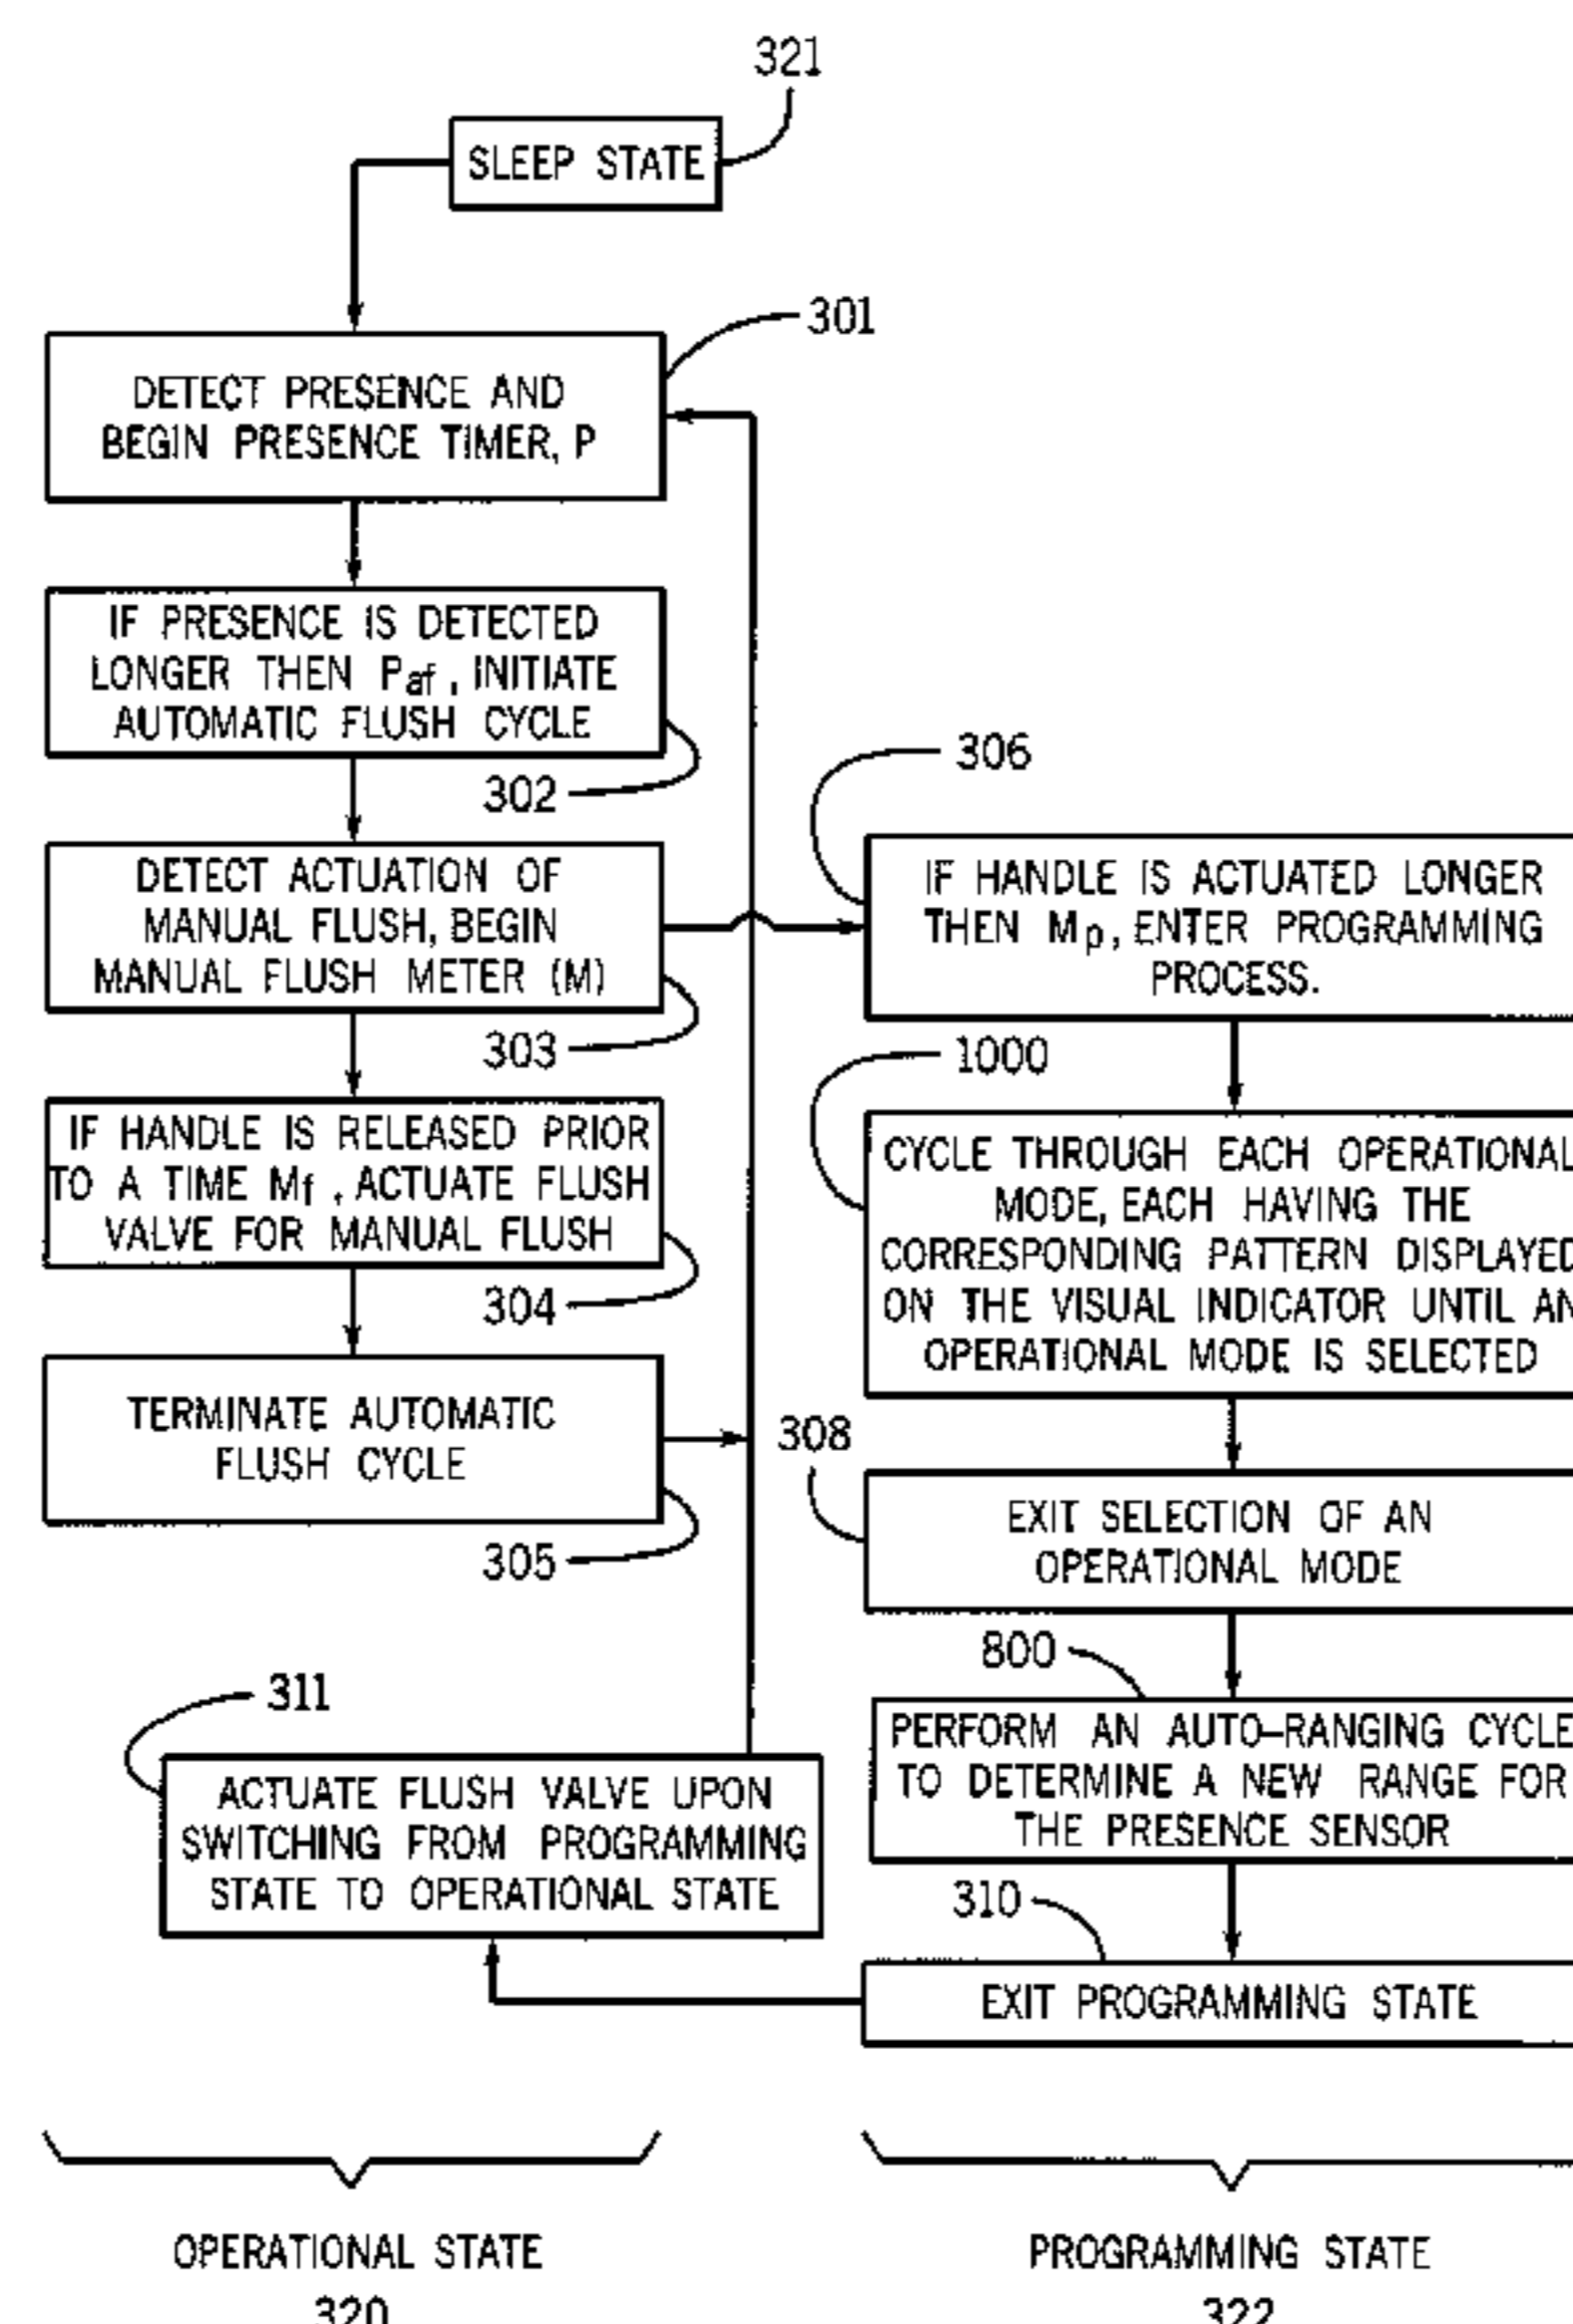 321
SLEEP STATE
301
DETECT PRESENCE AND
BEGIN PRESENCE TIMER, P
IF PRESENCE IS DETECTED
LONGER THEN Paf, INITIATE
AUTOMATIC FLUSH CYCLE
302
DETECT ACTUATION OF
MANUAL FLUSH, BEGIN
MANUAL FLUSH METER (M)
303
IF HANDLE IS RELEASED PRIOR
TO A TIME Mf, ACTUATE FLUSH
VALVE FOR MANUAL FLUSH
304
TERMINATE AUTOMATIC
FLUSH CYCLE
305
306
IF HANDLE IS ACTUATED LONGER
THEN Mp, ENTER PROGRAMMING
PROCESS.
1000
CYCLE THROUGH EACH OPERATIONAL
MODE, EACH HAVING THE
CORRESPONDING PATTERN DISPLAYED
ON THE VISUAL INDICATOR UNTIL AN
OPERATIONAL MODE IS SELECTED
308
EXIT SELECTION OF AN
OPERATIONAL MODE
800
PERFORM AN AUTO-RANGING CYCLE
TO DETERMINE A NEW RANGE FOR
THE PRESENCE SENSOR
310
EXIT PROGRAMMING STATE
311
ACTUATE FLUSH VALVE UPON
SWITCHING FROM PROGRAMMING
STATE TO OPERATIONAL STATE
OPERATIONAL STATE
320
PROGRAMMING STATE
322